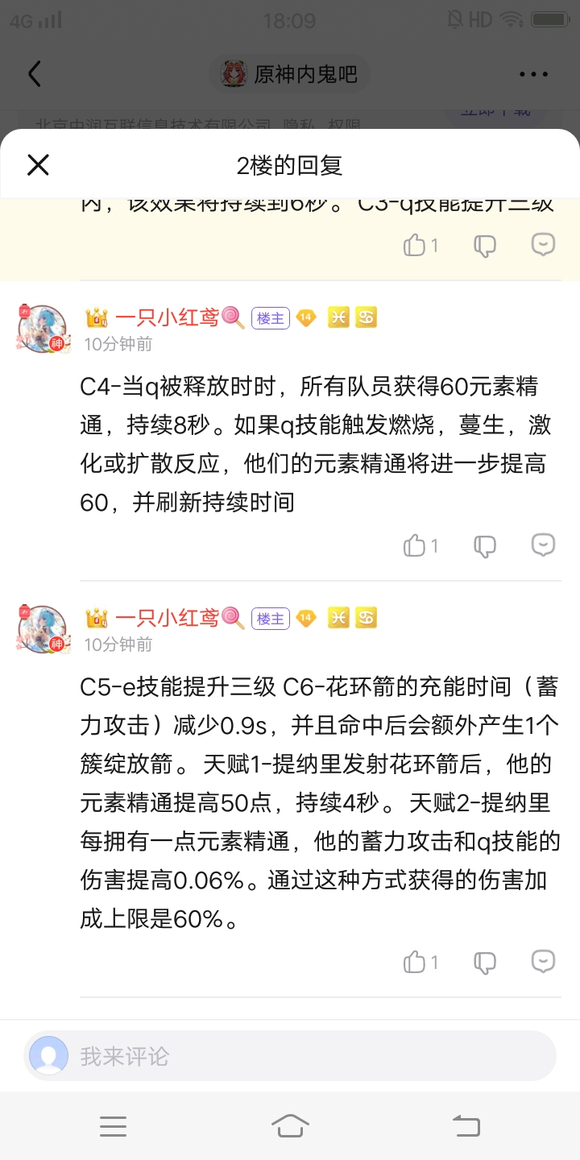 4G
18:09
HD
原神内鬼吧
北京中润互联信息技术有限公司 隐私 权限
立即下载
2楼的回复
内，该效果将持续到6秒。 C3-q技能提升三级
1
一只小红鸢🍭 楼主 14
10分钟前
C4-当q被释放时时，所有队员获得60元素精
通，持续8秒。如果q技能触发燃烧，蔓生，激
化或扩散反应，他们的元素精通将进一步提高
60，并刷新持续时间
1
一只小红鸢🍭 楼主 14
神
10分钟前
C5-e技能提升三级 C6-花环箭的充能时间（蓄
力攻击）减少0.9s，并且命中后会额外产生1个
簇绽放箭。 天赋1-提纳里发射花环箭后，他的
元素精通提高50点，持续4秒。 天赋2-提纳里
每拥有一点元素精通，他的蓄力攻击和q技能的
伤害提高0.06%。通过这种方式获得的伤害加
成上限是60%。
1
我来评论